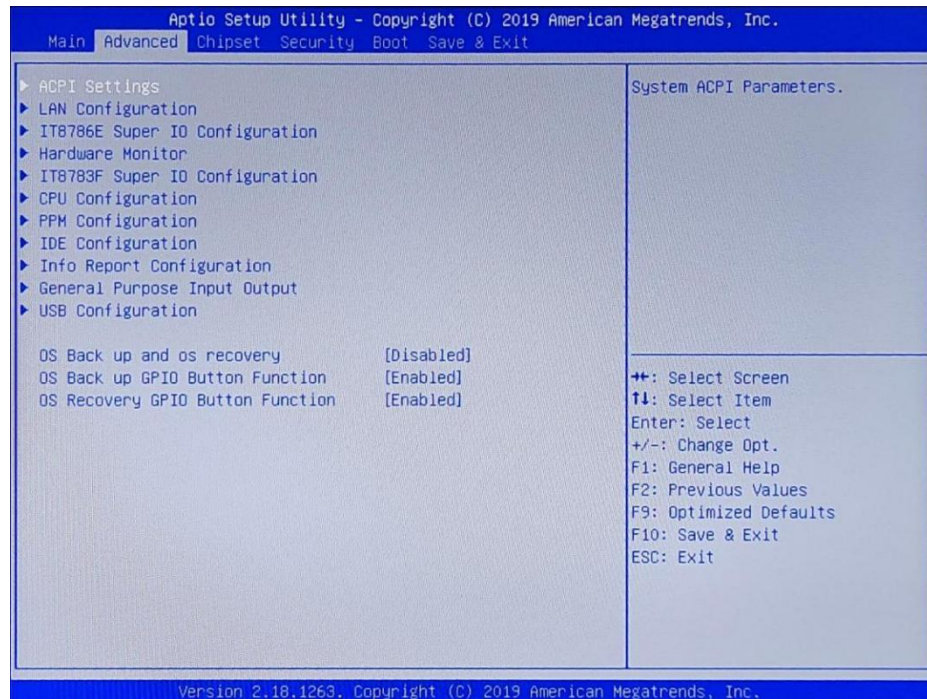 Aptio Setup Utility - Copyright (C) 2019 American Megatrends, Inc.
Main Advanced Chipset Security Boot Save & Exit
ACPI Settings
LAN Configuration
IT8786E Super IO Configuration
Hardware Monitor
IT8783F Super IO Configuration
CPU Configuration
PPM Configuration
IDE Configuration
Info Report Configuration
General Purpose Input Output
USB Configuration
OS Back up and os recovery [Disabled]
OS Back up GPIO Button Function [Enabled]
OS Recovery GPIO Button Function [Enabled]
System ACPI Parameters.
→←: Select Screen
↑↓: Select Item
Enter: Select
+/-: Change Opt.
F1: General Help
F2: Previous Values
F9: Optimized Defaults
F10: Save & Exit
ESC: Exit
Version 2.18.1263. Copyright (C) 2019 American Megatrends, Inc.